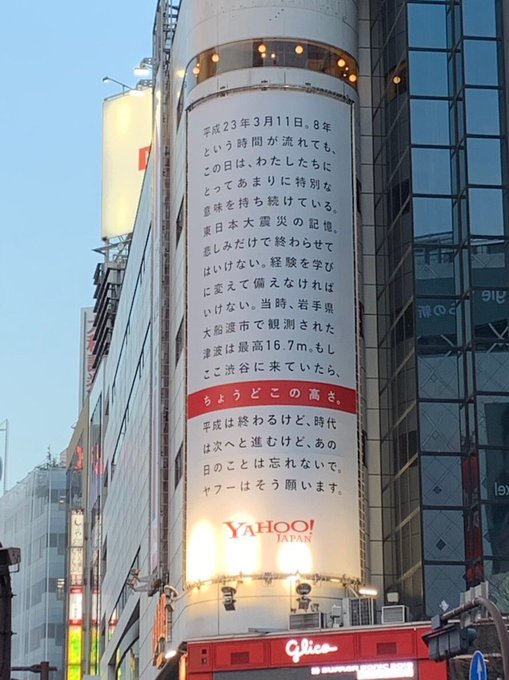 平成23年3月11日。8年
という時間が流れても、
この日は、わたしたちに
とってあまりに特別な
意味を持ち続けている。
東日本大震災の記憶。
悲しみだけで終わらせて
はいけない。経験を学び
に変えて備えなければ
いけない。当時、岩手県
大船渡市で観測された
津波は最高16.7m。もし
ここ渋谷に来ていたら、
ちょうどこの高さ。
平成は終わるけど、時代
は次へと進むけど、あの
日のことは忘れないで。
ヤフーはそう願います。
YAHOO!
JAPAN
Glico